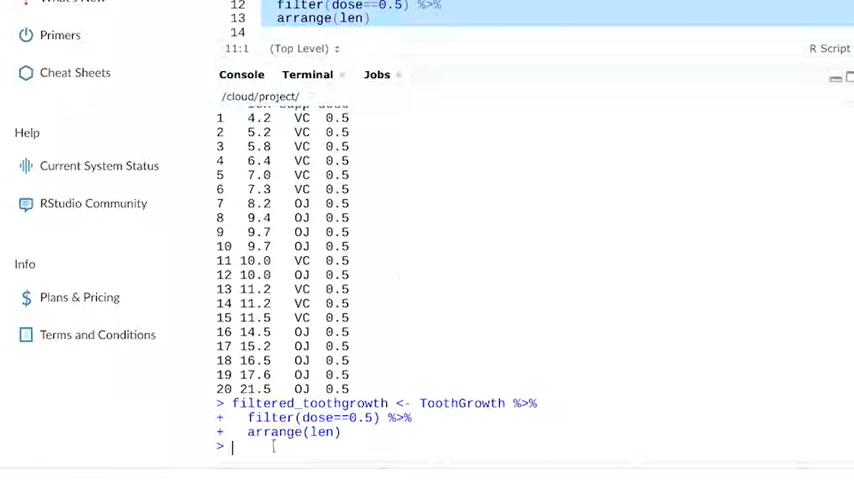 What's New
Primers
Cheat Sheets
Help
Current System Status
RStudio Community
Info
Plans & Pricing
Terms and Conditions
12 filter(dose==0.5) %>%
13 arrange(len)
14
11:1 (Top Level) R Script
Console Terminal Jobs
/cloud/project/
len supp dose
1 4.2 VC 0.5
2 5.2 VC 0.5
3 5.8 VC 0.5
4 6.4 VC 0.5
5 7.0 VC 0.5
6 7.3 VC 0.5
7 8.2 OJ 0.5
8 9.4 OJ 0.5
9 9.7 OJ 0.5
10 9.7 OJ 0.5
11 10.0 VC 0.5
12 10.0 OJ 0.5
13 11.2 VC 0.5
14 11.2 VC 0.5
15 11.5 VC 0.5
16 14.5 OJ 0.5
17 15.2 OJ 0.5
18 16.5 OJ 0.5
19 17.6 OJ 0.5
20 21.5 OJ 0.5
> filtered_toothgrowth <- ToothGrowth %>%
+ filter(dose==0.5) %>%
+ arrange(len)
>